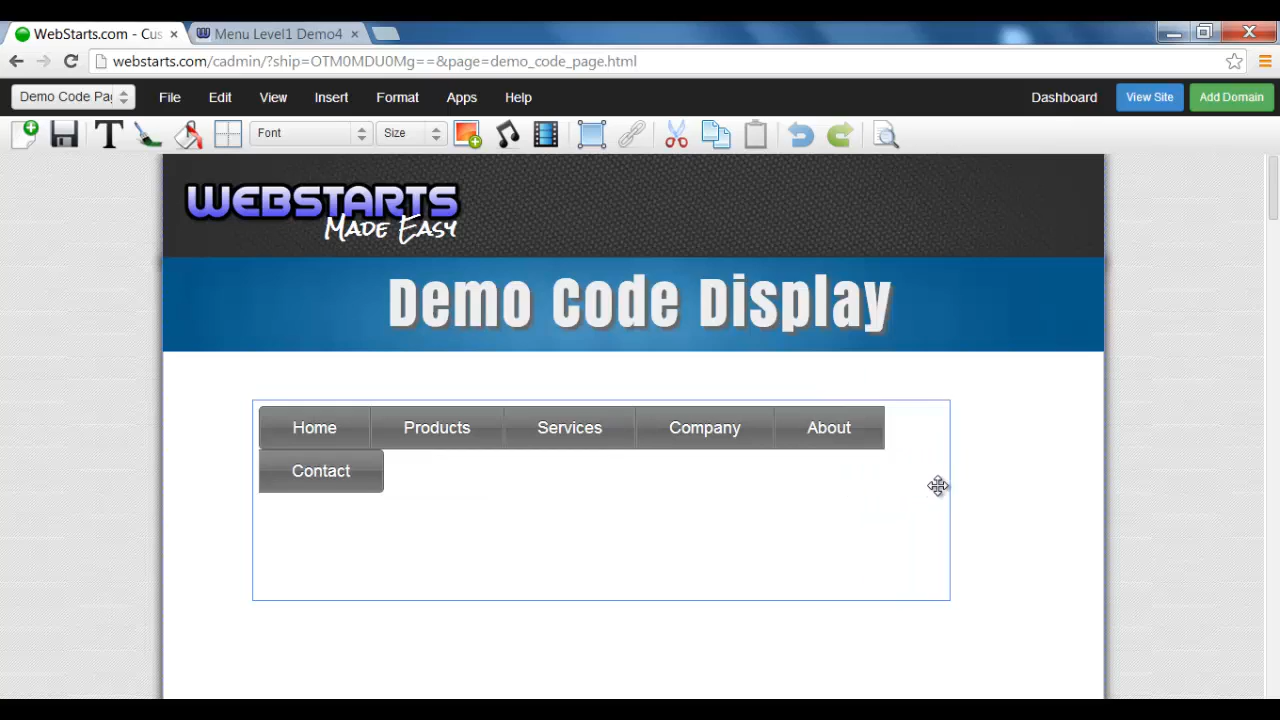 WebStarts.com - Cus
Menu Level1 Demo4
webstarts.com/cadmin/?ship=OTM0MDU0Mg==&page=demo_code_page.html
Demo Code Pa
File
Edit
View
Insert
Format
Apps
Help
Dashboard
View Site
Add Domain
T
Font
Size
WEBSTARTS
Made Easy
Demo Code Display
Home
Products
Services
Company
About
Contact